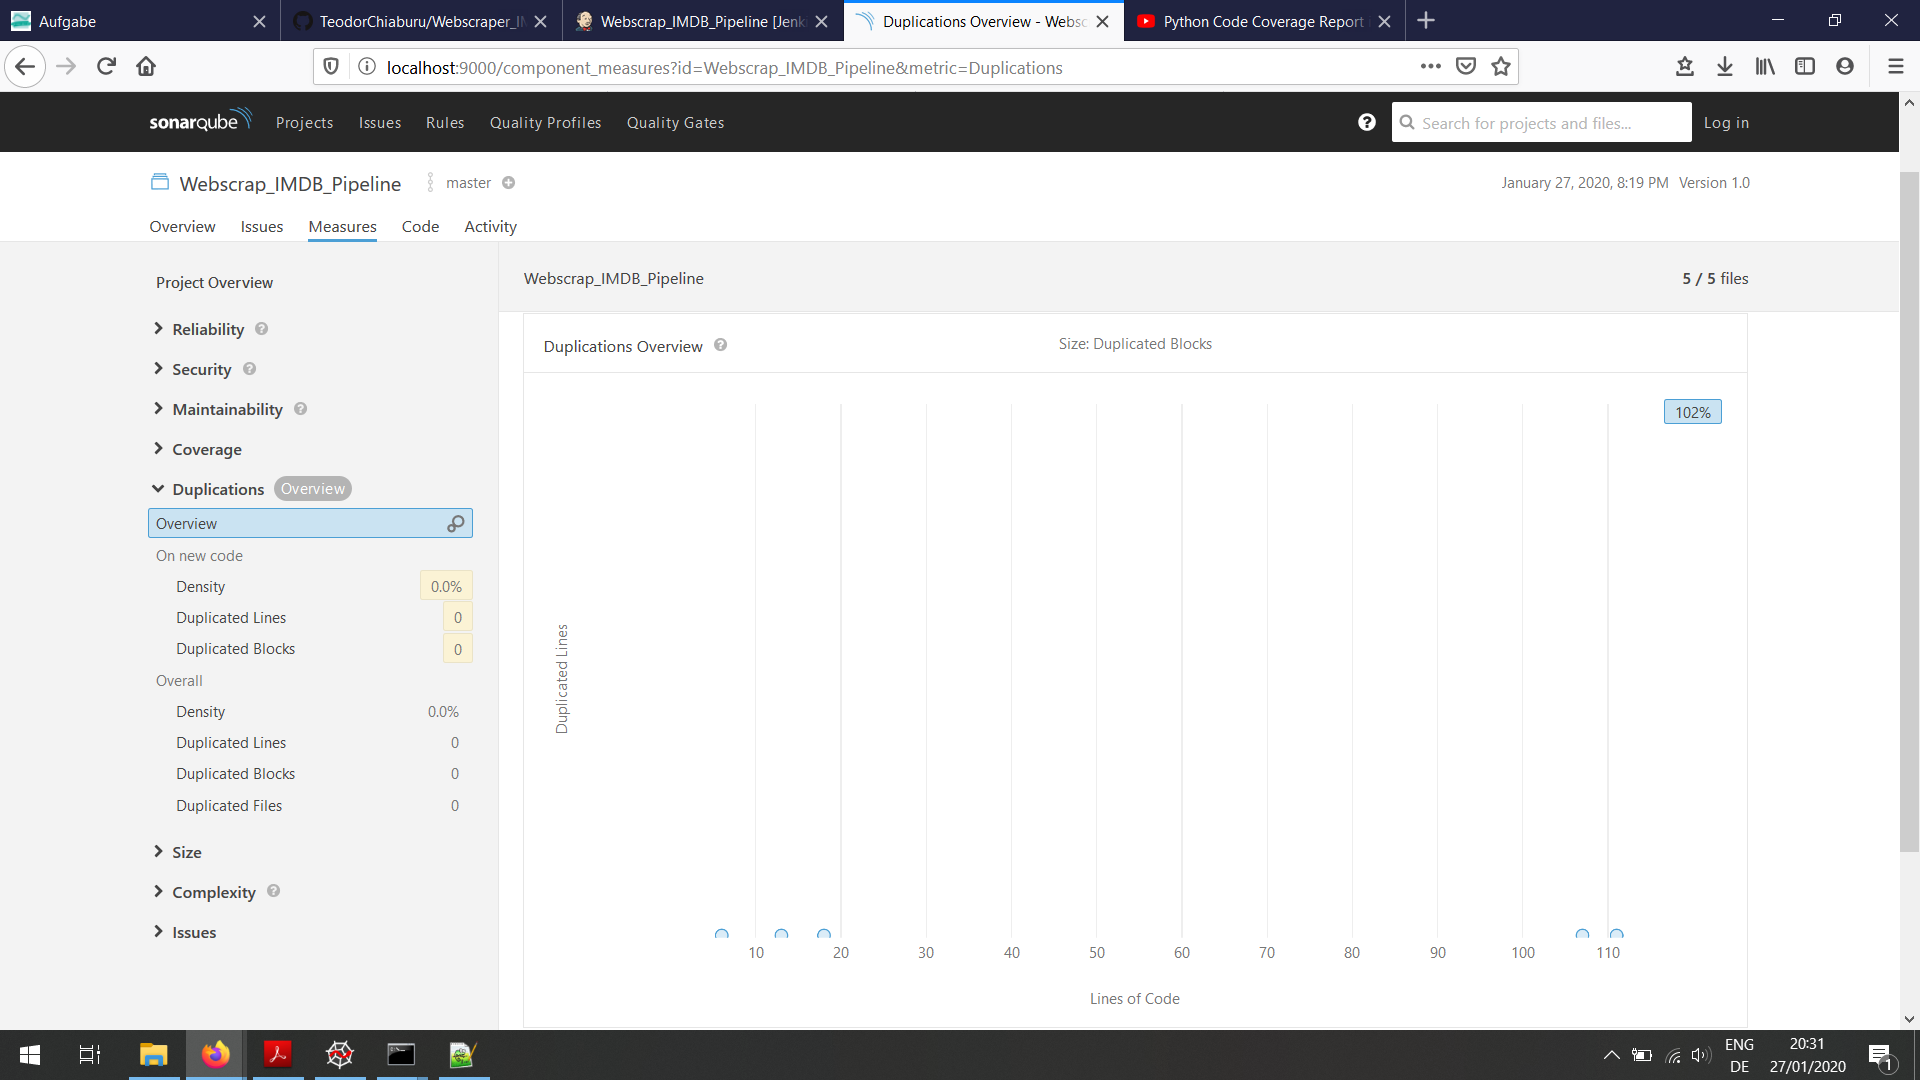 Aufgabe
TeodorChiaburu/Webscraper_I
Webscrap_IMDB_Pipeline [Jenk
Duplications Overview - Websc
Python Code Coverage Report
localhost:9000/component_measures?id=Webscrap_IMDB_Pipeline&metric=Duplications
sonarqube
Projects
Issues
Rules
Quality Profiles
Quality Gates
Search for projects and files...
Log in
Webscrap_IMDB_Pipeline
master
January 27, 2020, 8:19 PM
Version 1.0
Overview
Issues
Measures
Code
Activity
Project Overview
Reliability
Security
Maintainability
Coverage
Duplications Overview
Overview
On new code
Density 0.0%
Duplicated Lines 0
Duplicated Blocks 0
Overall
Density 0.0%
Duplicated Lines 0
Duplicated Blocks 0
Duplicated Files 0
Size
Complexity
Issues
Webscrap_IMDB_Pipeline
5 / 5 files
Duplications Overview
Size: Duplicated Blocks
102%
Duplicated Lines
10 20 30 40 50 60 70 80 90 100 110
Lines of Code
ENG
DE
20:31
27/01/2020
1